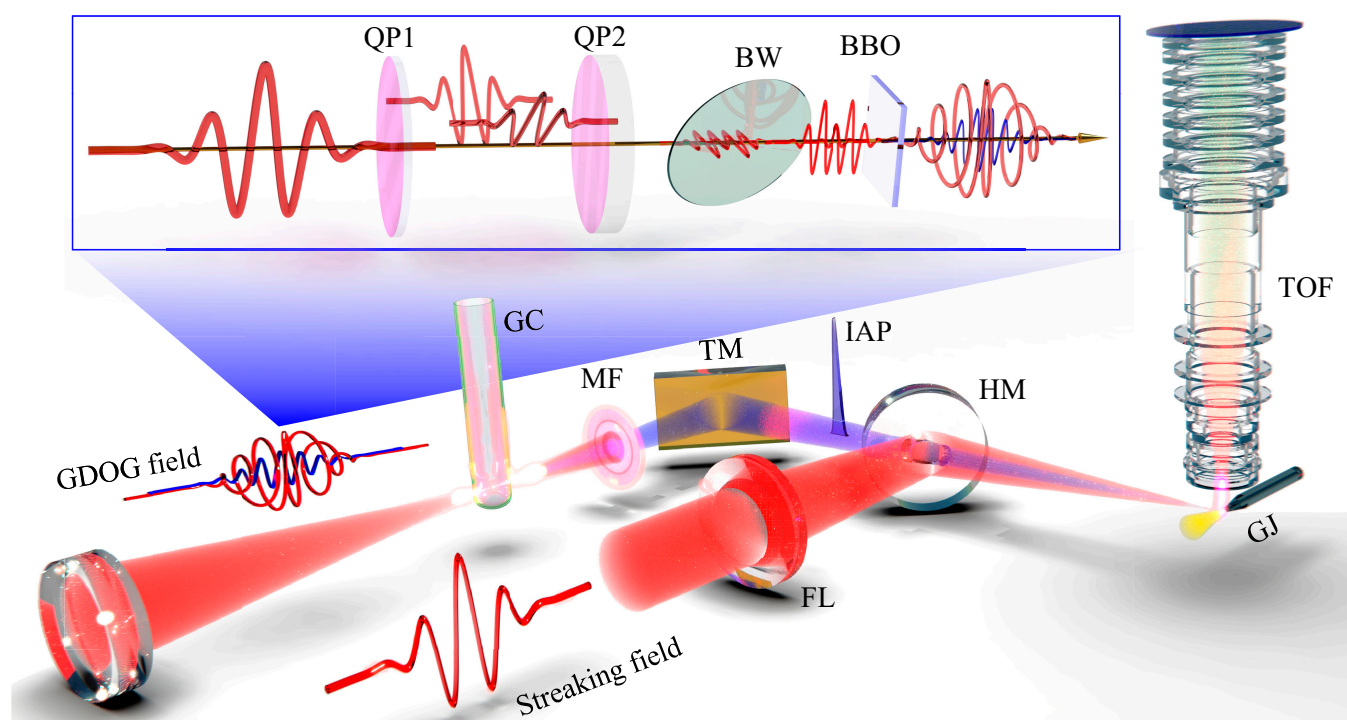 QP1
QP2
BW
BBO
TOF
GC
IAP
TM
MF
HM
GDOG field
GJ
FL
Streaking field